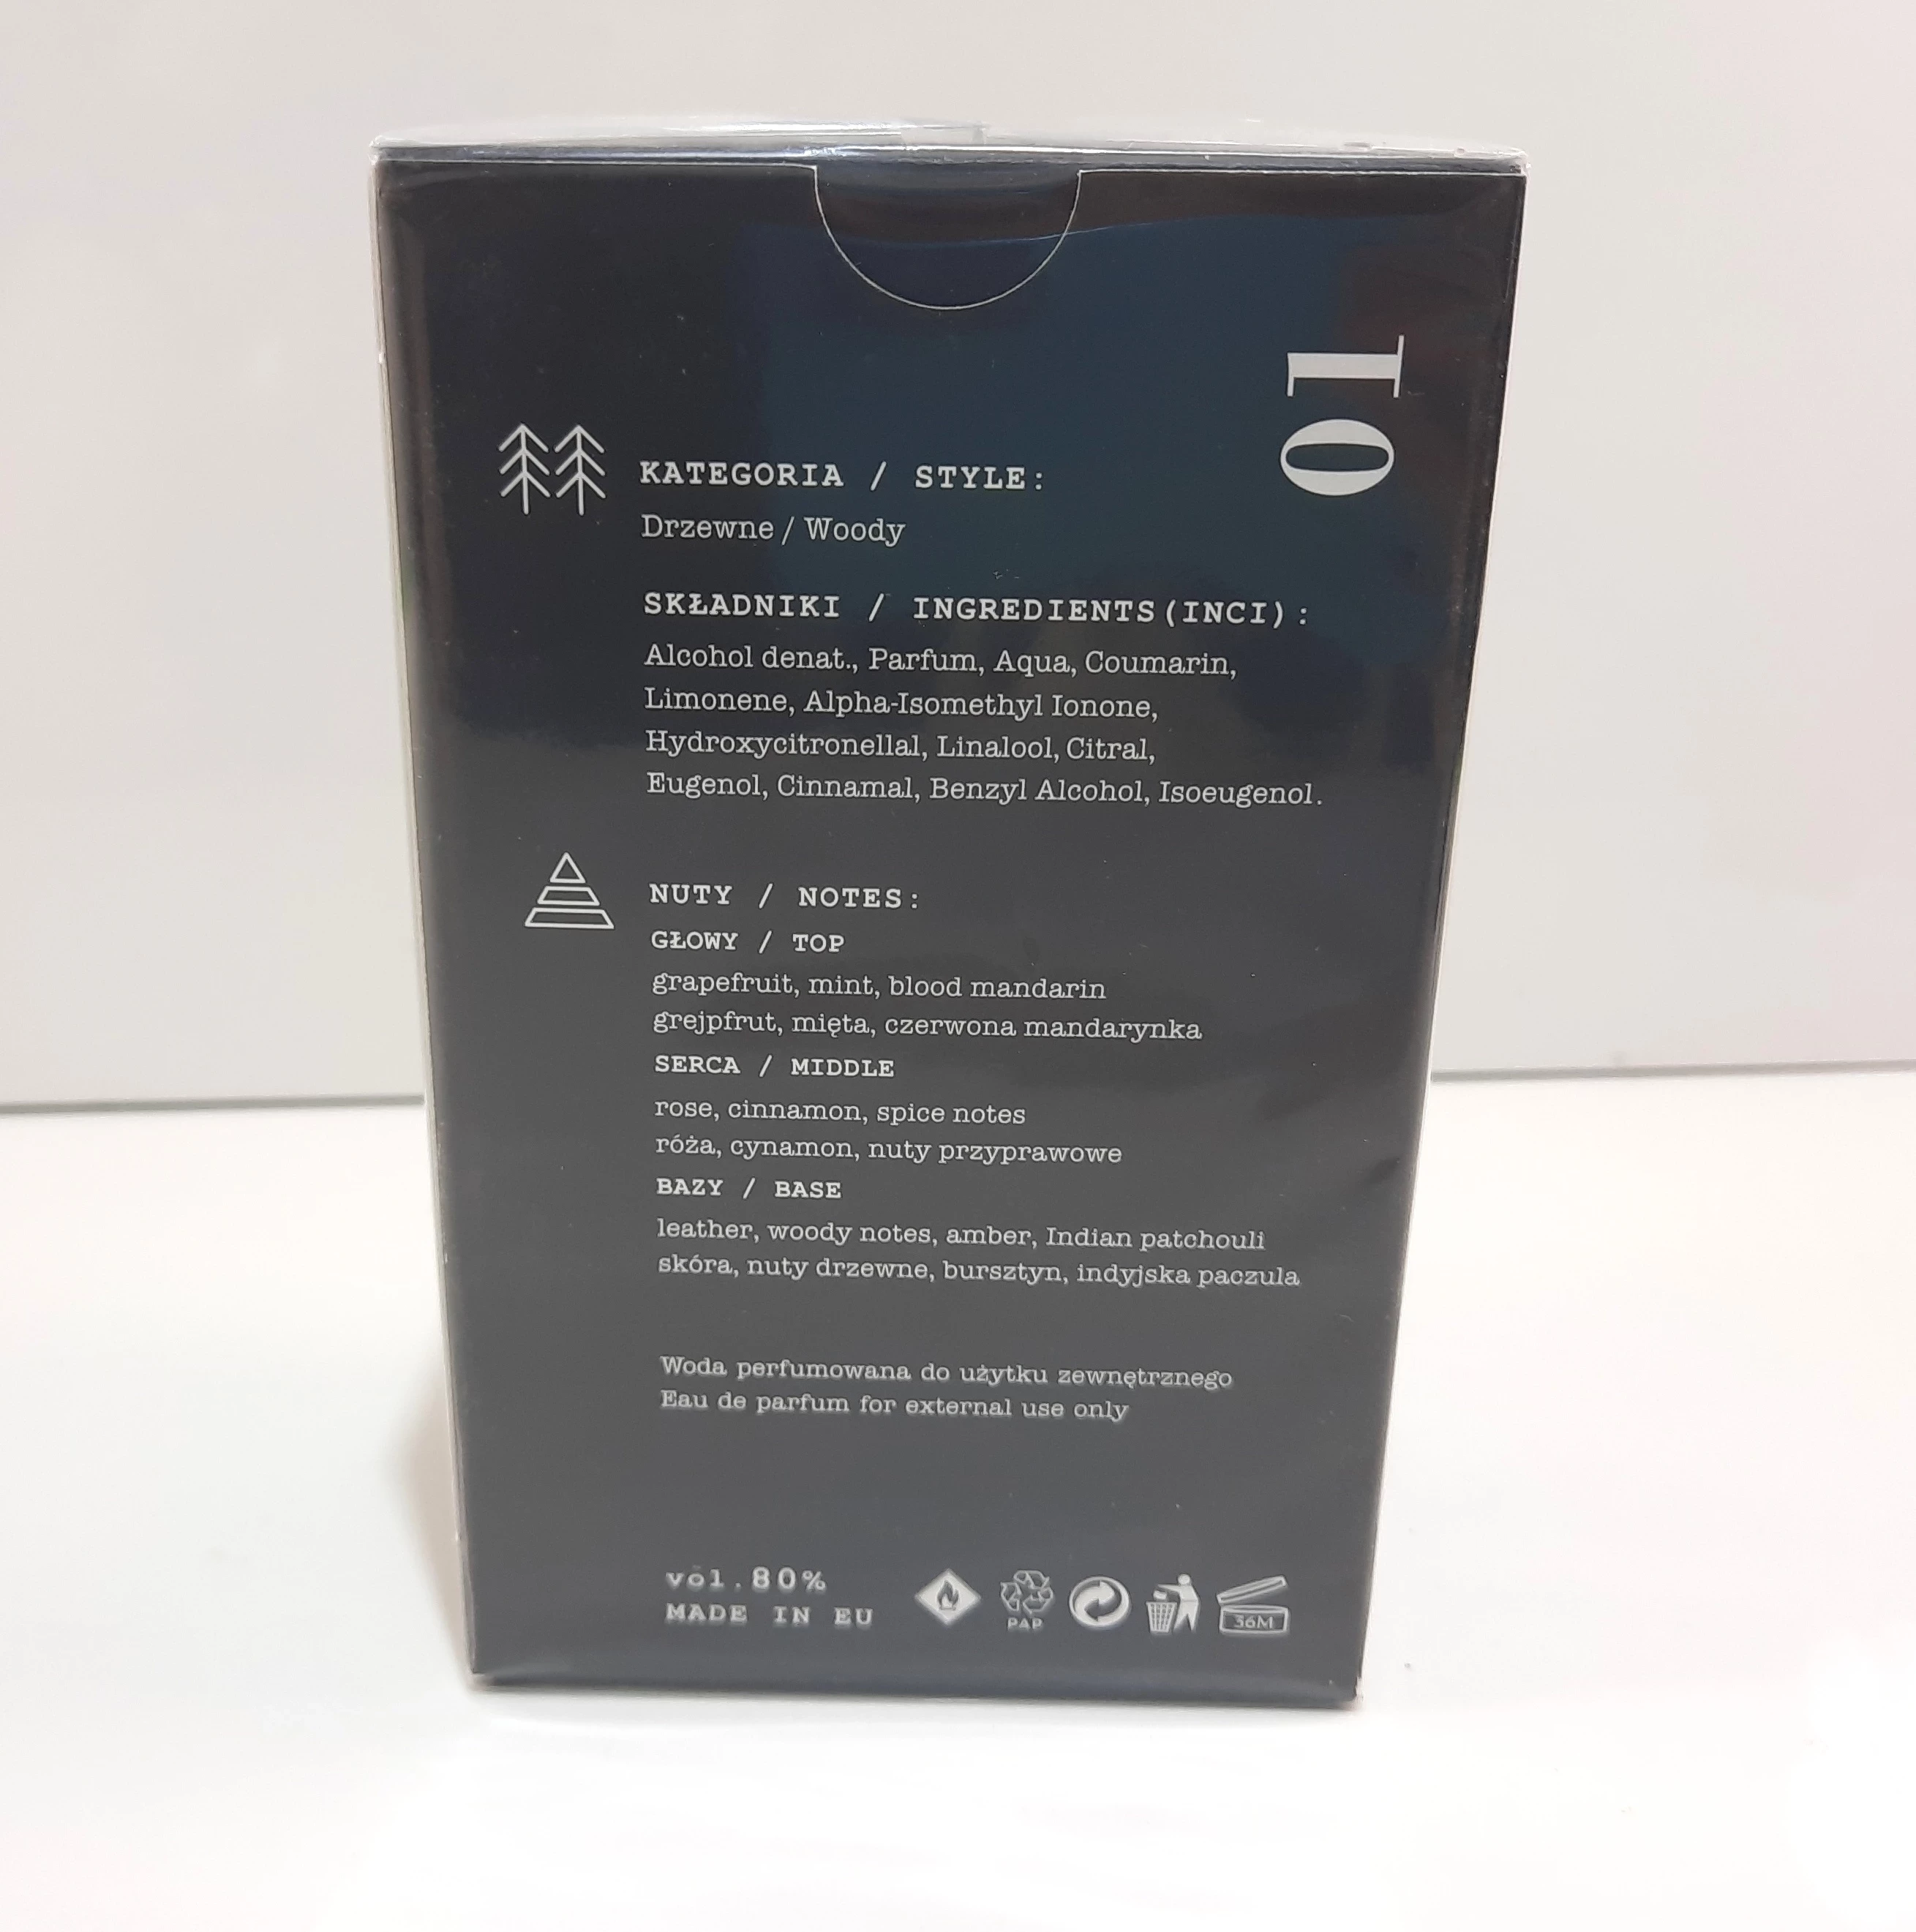 01
KATEGORIA / STYLE:
Drzewne / Woody
SKŁADNIKI / INGREDIENTS(INCI):
Alcohol denat., Parfum, Aqua, Coumarin,
Limonene, Alpha-Isomethyl Ionone,
Hydroxycitronellal, Linalool, Citral,
Eugenol, Cinnamal, Benzyl Alcohol, Isoeugenol.
NUTY / NOTES:
GŁOWY / TOP
grapefruit, mint, blood mandarin
grejpfrut, mięta, czerwona mandarynka
SERCA / MIDDLE
rose, cinnamon, spice notes
róża, cynamon, nuty przyprawowe
BAZY / BASE
leather, woody notes, amber, Indian patchouli
skóra, nuty drzewne, bursztyn, indyjska paczula
Woda perfumowana do użytku zewnętrznego
Eau de parfum for external use only
vol.80%
MADE IN EU
PAP
36M